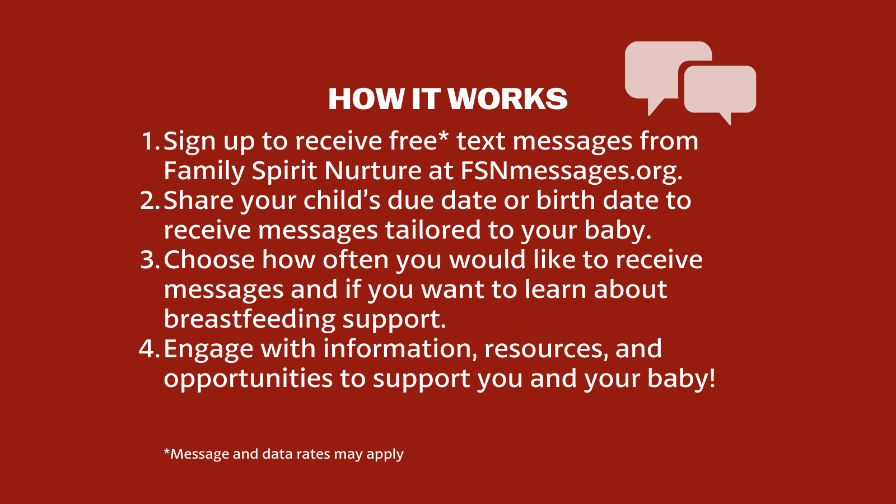 HOW IT WORKS
1. Sign up to receive free* text messages from
Family Spirit Nurture at FSNmessages.org.
2. Share your child’s due date or birth date to
receive messages tailored to your baby.
3. Choose how often you would like to receive
messages and if you want to learn about
breastfeeding support.
4. Engage with information, resources, and
opportunities to support you and your baby!
*Message and data rates may apply